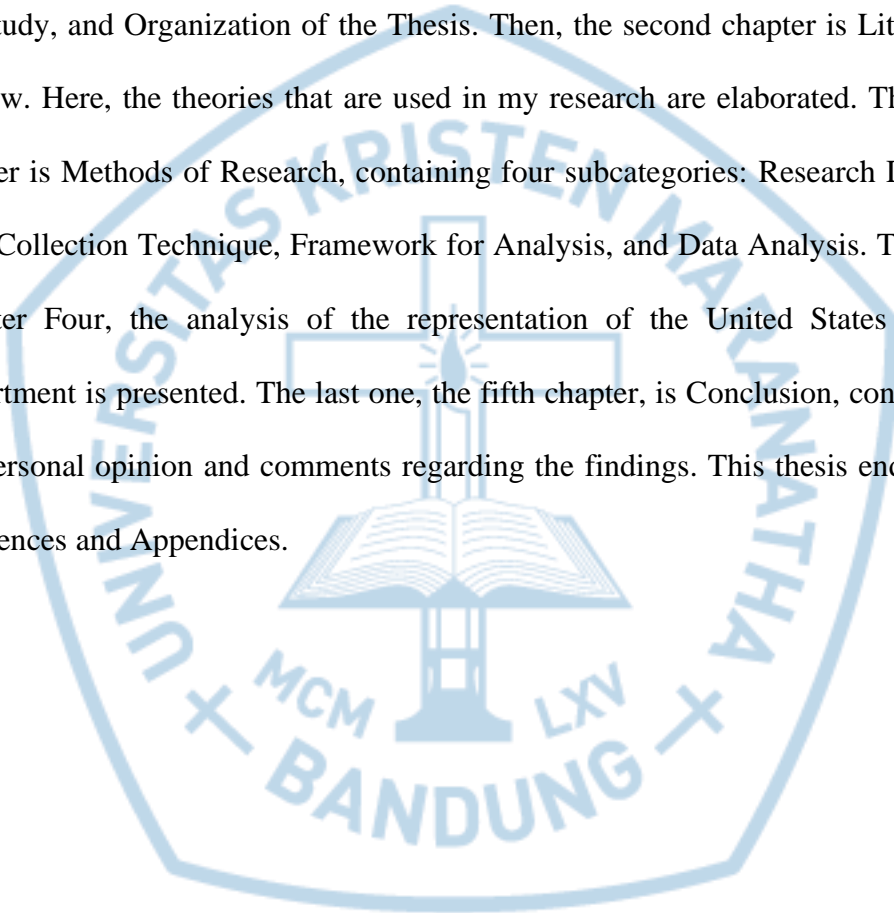 tudy, and Organization of the Thesis. Then, the second chapter is Lit
w. Here, the theories that are used in my research are elaborated. Th
er is Methods of Research, containing four subcategories: Research D
Collection Technique, Framework for Analysis, and Data Analysis. T
ter Four, the analysis of the representation of the United States
rtment is presented. The last one, the fifth chapter, is Conclusion, con
ersonal opinion and comments regarding the findings. This thesis end
ences and Appendices.
UNIVERSITAS KRISTEN MARANATHA
MCM LXV
BANDUNG